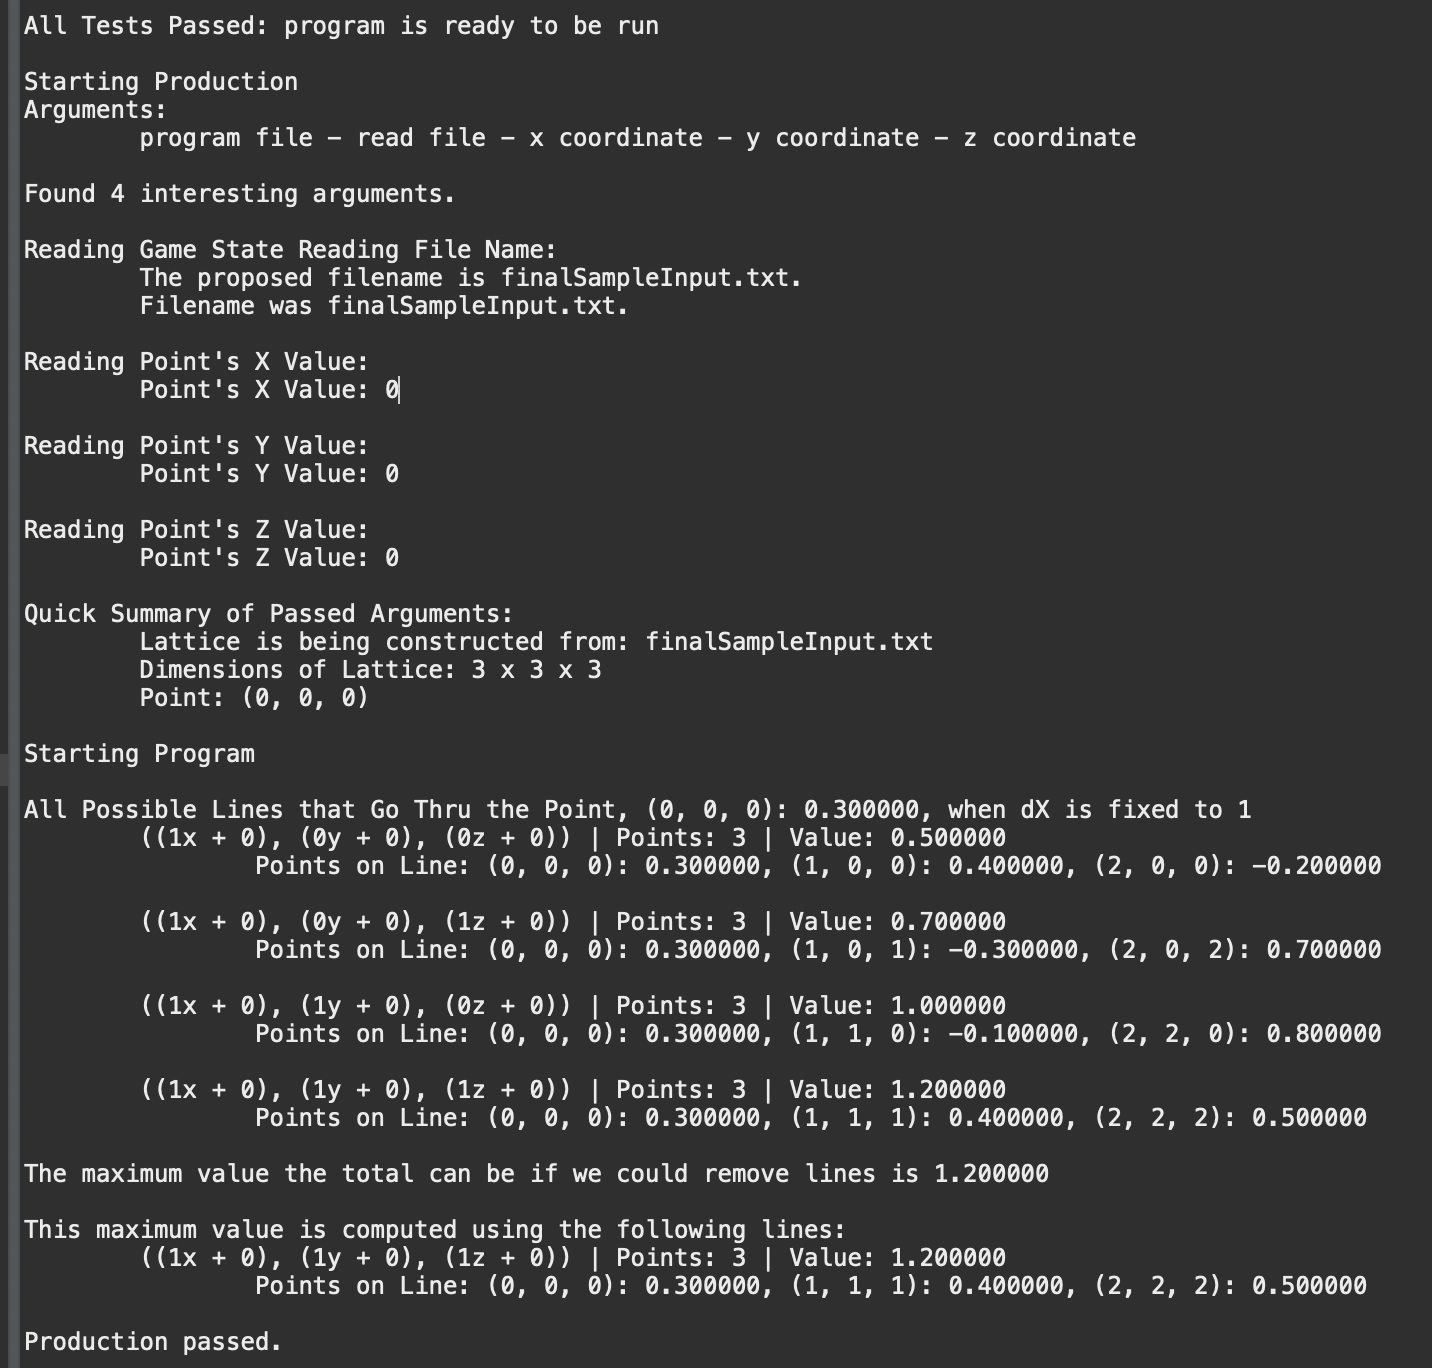 All Tests Passed: program is ready to be run
Starting Production
Arguments:
program file – read file – x coordinate – y coordinate – z coordinate
Found 4 interesting arguments.
Reading Game State Reading File Name:
The proposed filename is finalSampleInput.txt.
Filename was finalSampleInput.txt.
Reading Point's X Value:
Point's X Value: 0
Reading Point's Y Value:
Point's Y Value: 0
Reading Point's Z Value:
Point's Z Value: 0
Quick Summary of Passed Arguments:
Lattice is being constructed from: finalSampleInput.txt
Dimensions of Lattice: 3 x 3 x 3
Point: (0, 0, 0)
Starting Program
All Possible Lines that Go Thru the Point, (0, 0, 0): 0.300000, when dX is fixed to 1
((1x + 0), (0y + 0), (0z + 0)) | Points: 3 | Value: 0.500000
Points on Line: (0, 0, 0): 0.300000, (1, 0, 0): 0.400000, (2, 0, 0): –0.200000
((1x + 0), (0y + 0), (1z + 0)) | Points: 3 | Value: 0.700000
Points on Line: (0, 0, 0): 0.300000, (1, 0, 1): –0.300000, (2, 0, 2): 0.700000
((1x + 0), (1y + 0), (0z + 0)) | Points: 3 | Value: 1.000000
Points on Line: (0, 0, 0): 0.300000, (1, 1, 0): –0.100000, (2, 2, 0): 0.800000
((1x + 0), (1y + 0), (1z + 0)) | Points: 3 | Value: 1.200000
Points on Line: (0, 0, 0): 0.300000, (1, 1, 1): 0.400000, (2, 2, 2): 0.500000
The maximum value the total can be if we could remove lines is 1.200000
This maximum value is computed using the following lines:
((1x + 0), (1y + 0), (1z + 0)) | Points: 3 | Value: 1.200000
Points on Line: (0, 0, 0): 0.300000, (1, 1, 1): 0.400000, (2, 2, 2): 0.500000
Production passed.